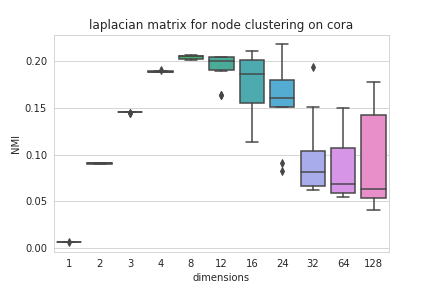 laplacian matrix for node clustering on cora
0.20
0.15
0.10
0.05
0.00
NMI
1 2 3 4 8 12 16 24 32 64 128
dimensions